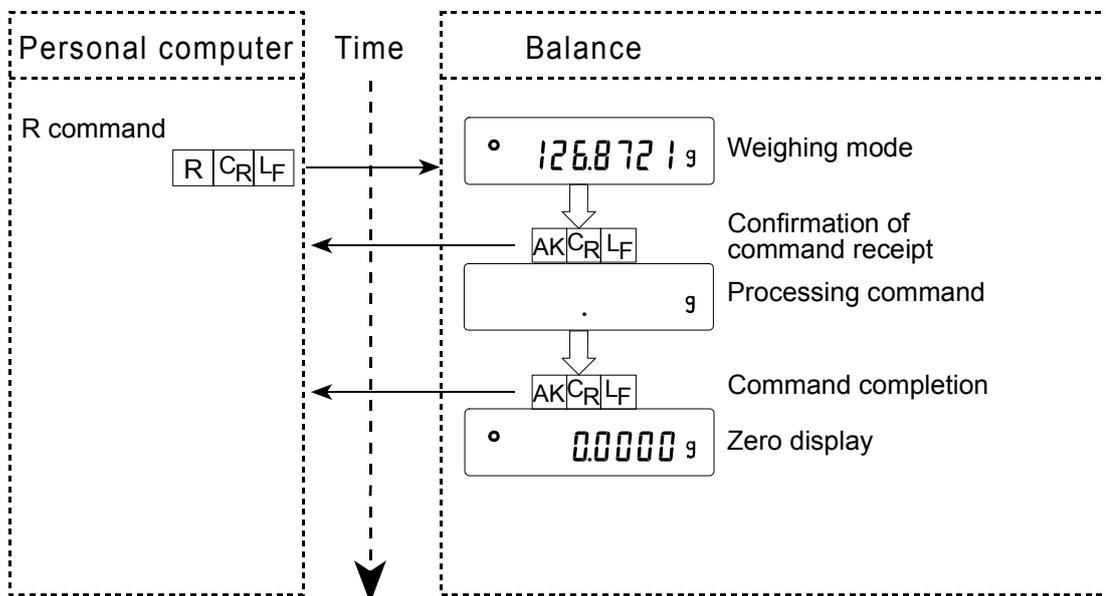 Personal computer Time Balance
R command
R CR LF
126.8721 g Weighing mode
AK CR LF
Confirmation of
command receipt
. g Processing command
AK CR LF Command completion
0.0000 g Zero display